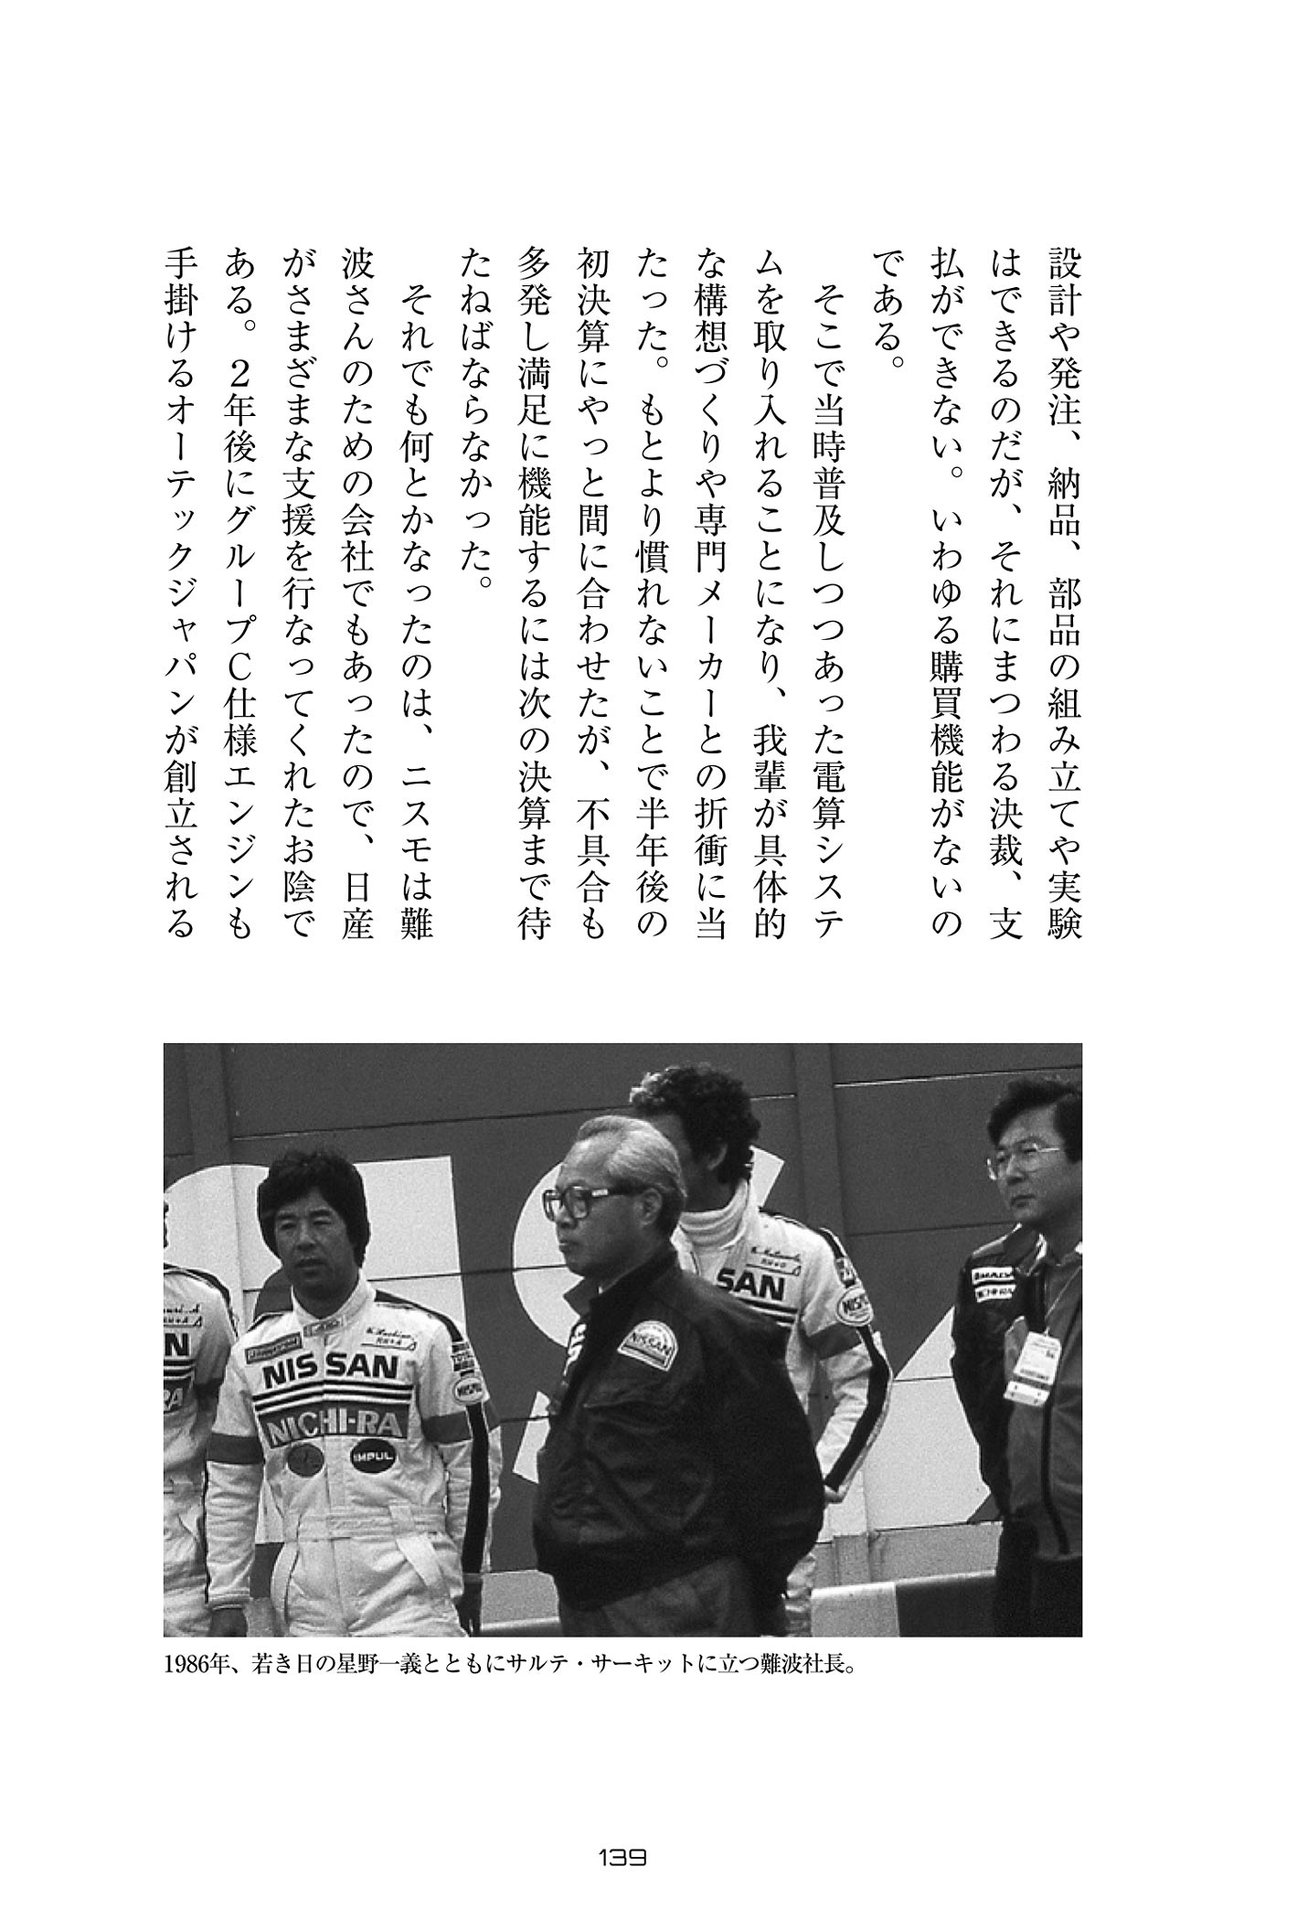 設計や発注、納品、部品の組み立てや実験
はできるのだが、それにまつわる決裁、支
払ができない。いわゆる購買機能がないの
である。
そこで当時普及しつつあった電算システ
ムを取り入れることになり、我輩が具体的
な構想づくりや専門メーカーとの折衝に当
たった。もとより慣れないことで半年後の
初決算にやっと間に合わせたが、不具合も
多発し満足に機能するには次の決算まで待
たねばならなかった。
それでも何とかなったのは、ニスモは難
波さんのための会社でもあったので、日産
がさまざまな支援を行なってくれたお陰で
ある。2年後にグループC仕様エンジンも
手掛けるオーテックジャパンが創立される
NISSAN
NICHI-RA
IMPUL
NISSAN
SAN
1986年、若き日の星野一義とともにサルテ・サーキットに立つ難波社長。
139